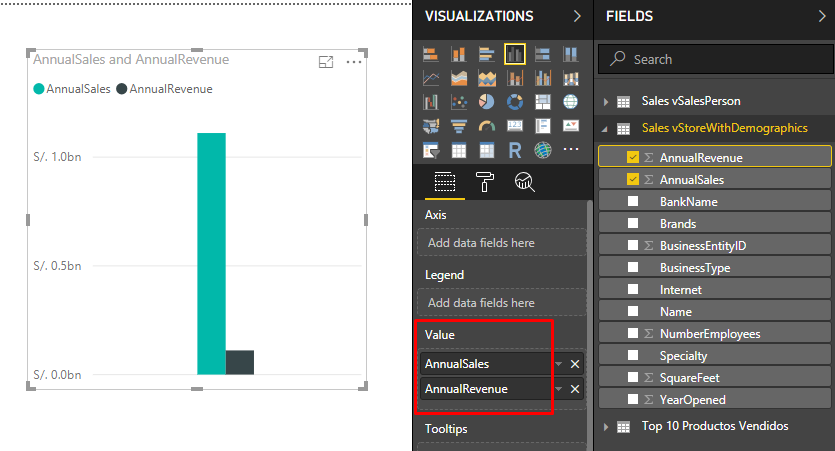 AnnualSales and AnnualRevenue
AnnualSales
AnnualRevenue
S/. 1.0bn
S/. 0.5bn
S/. 0.0bn
VISUALIZATIONS
123
R
Axis
Add data fields here
Legend
Add data fields here
Value
AnnualSales
AnnualRevenue
Tooltips
FIELDS
Search
Sales vSalesPerson
Sales vStoreWithDemographics
Σ AnnualRevenue
Σ AnnualSales
BankName
Brands
Σ BusinessEntityID
BusinessType
Internet
Name
Σ NumberEmployees
Specialty
Σ SquareFeet
Σ YearOpened
Top 10 Productos Vendidos